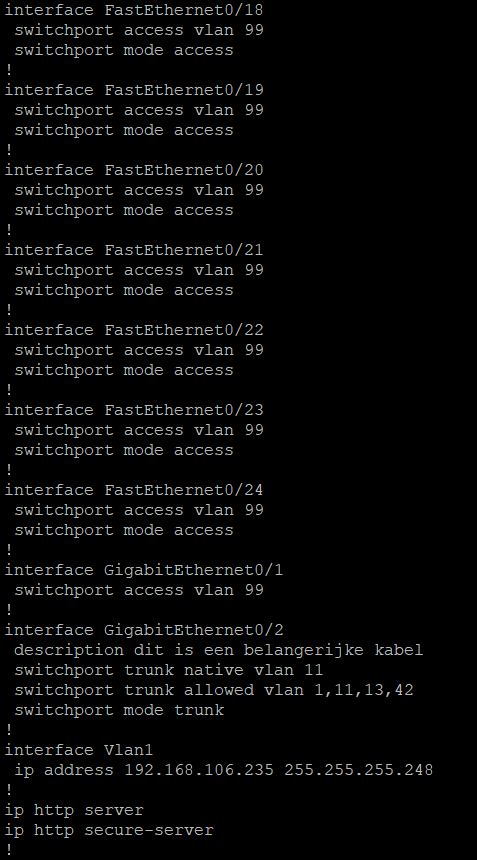 interface FastEthernet0/18
 switchport access vlan 99
 switchport mode access
!
interface FastEthernet0/19
 switchport access vlan 99
 switchport mode access
!
interface FastEthernet0/20
 switchport access vlan 99
 switchport mode access
!
interface FastEthernet0/21
 switchport access vlan 99
 switchport mode access
!
interface FastEthernet0/22
 switchport access vlan 99
 switchport mode access
!
interface FastEthernet0/23
 switchport access vlan 99
 switchport mode access
!
interface FastEthernet0/24
 switchport access vlan 99
 switchport mode access
!
interface GigabitEthernet0/1
 switchport access vlan 99
!
interface GigabitEthernet0/2
 description dit is een belangerijke kabel
 switchport trunk native vlan 11
 switchport trunk allowed vlan 1,11,13,42
 switchport mode trunk
!
interface Vlan1
 ip address 192.168.106.235 255.255.255.248
!
ip http server
ip http secure-server
!